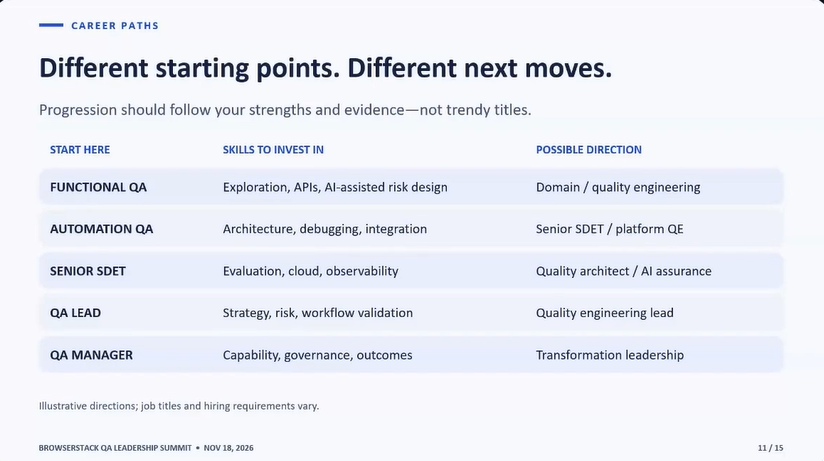 CAREER PATHS
Different starting points. Different next moves.
Progression should follow your strengths and evidence—not trendy titles.
START HERE SKILLS TO INVEST IN POSSIBLE DIRECTION
FUNCTIONAL QA Exploration, APIs, AI-assisted risk design Domain / quality engineering
AUTOMATION QA Architecture, debugging, integration Senior SDET / platform QE
SENIOR SDET Evaluation, cloud, observability Quality architect / AI assurance
QA LEAD Strategy, risk, workflow validation Quality engineering lead
QA MANAGER Capability, governance, outcomes Transformation leadership
Illustrative directions; job titles and hiring requirements vary.
BROWSERSTACK QA LEADERSHIP SUMMIT • NOV 18, 2026 11 / 15